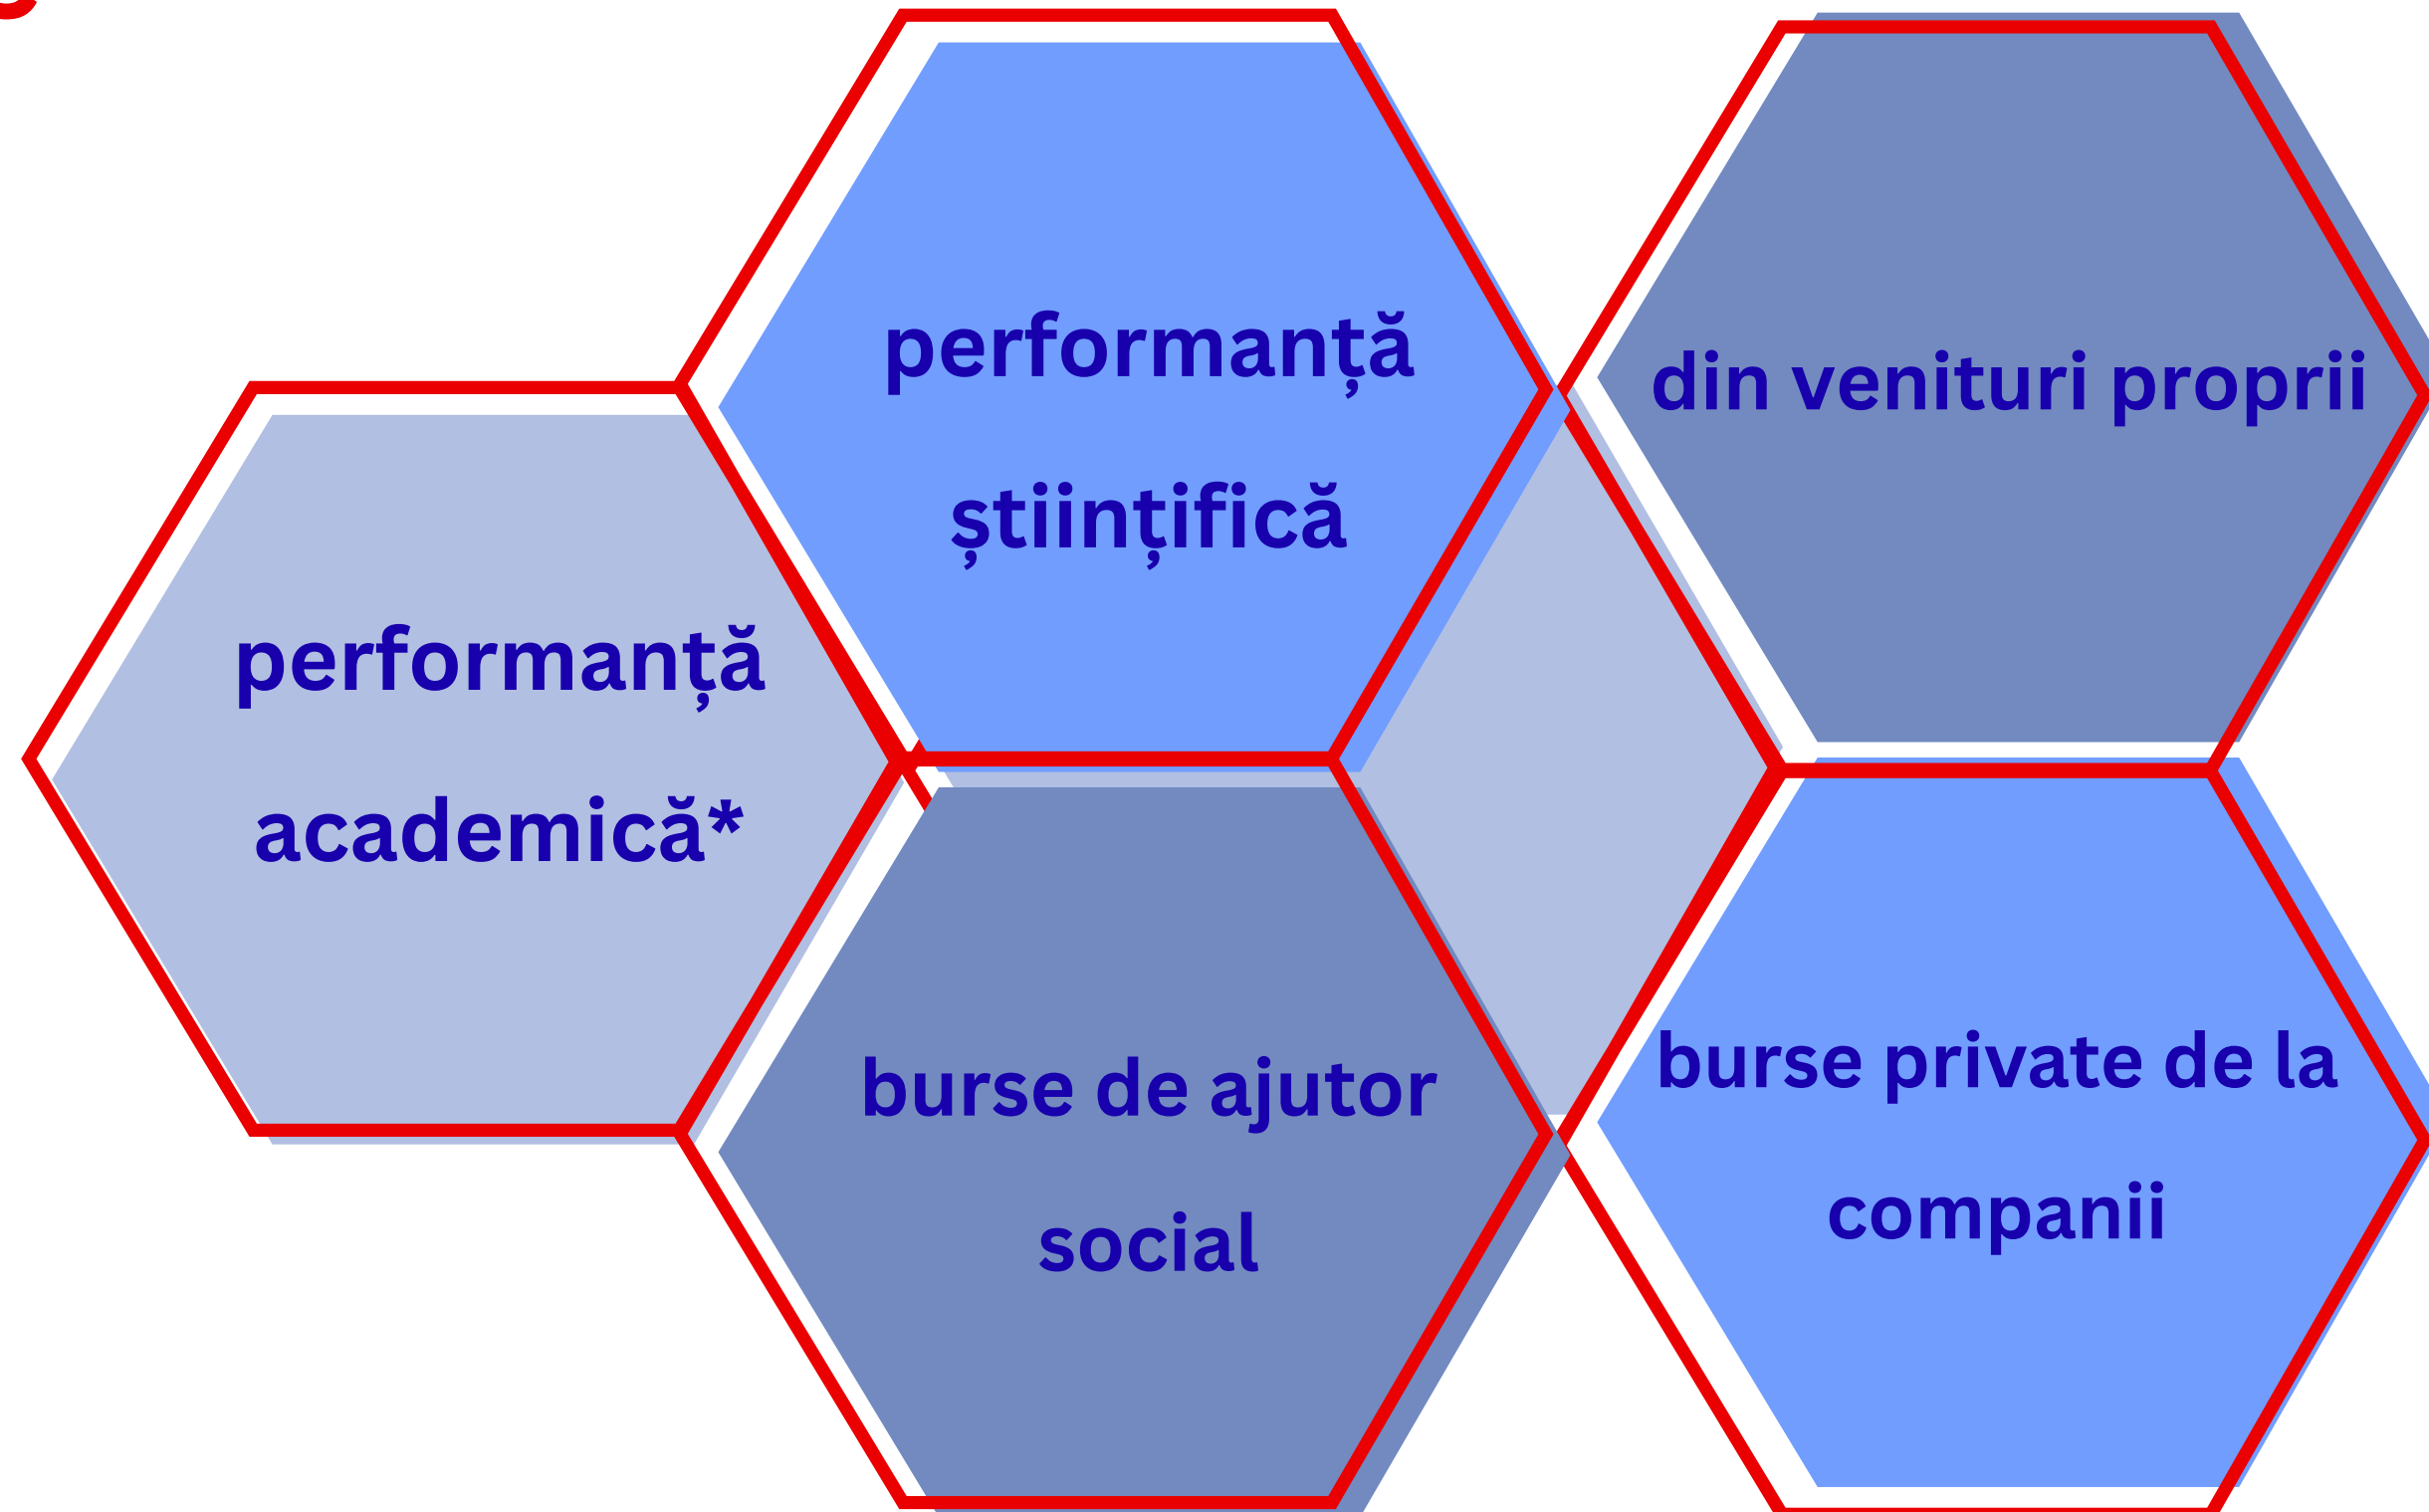 performanță
academică*
performanță
științifică
burse de ajutor
social
din venituri proprii
burse private de la
companii